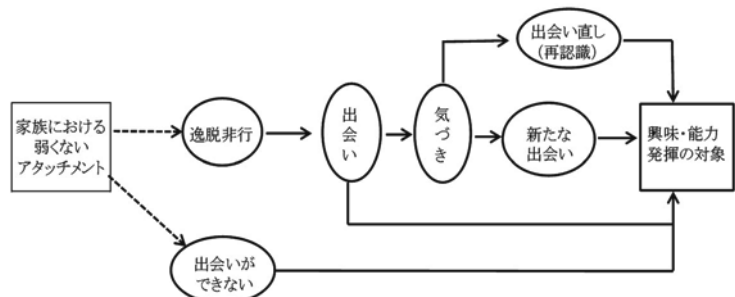 家族における
弱くない
アタッチメント
逸脱非行
出会い
気づき
出会い直し
(再認識)
新たな
出会い
興味・能力
発揮の対象
出会いが
できない